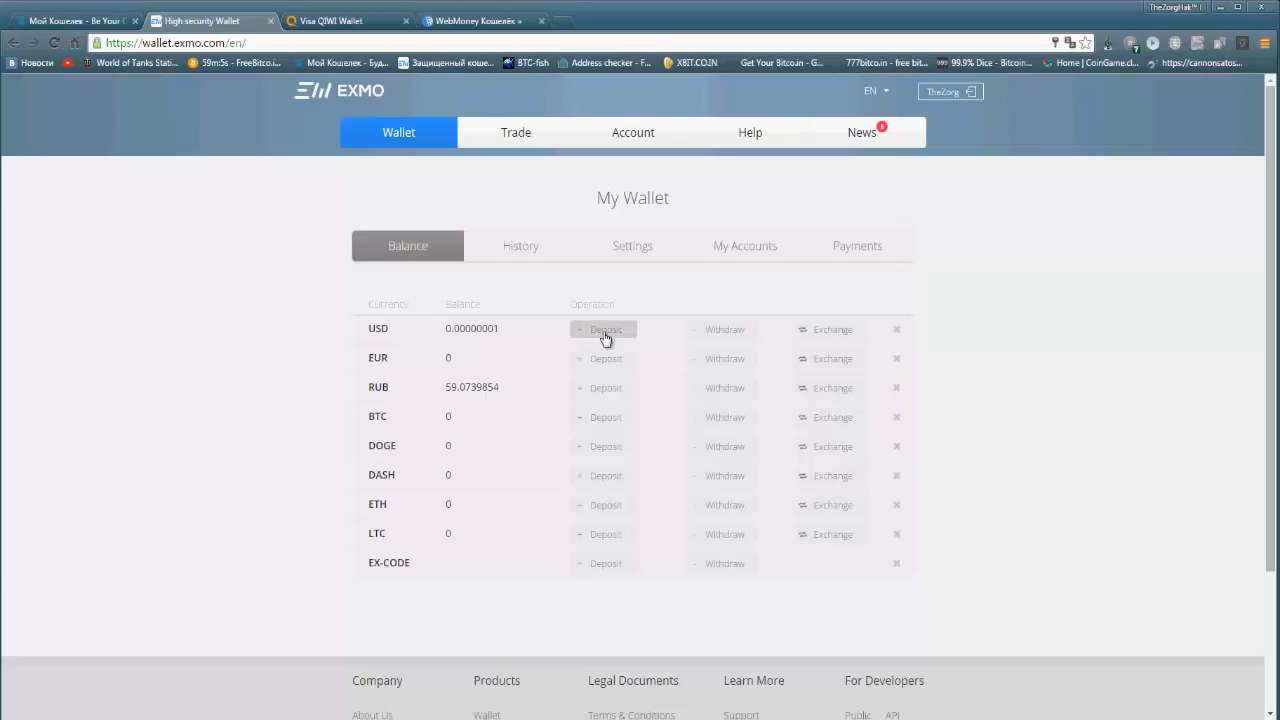 TheZorgHak™
Мой Кошелек - Be Your
High security Wallet
Visa QIWI Wallet
WebMoney Кошелёк »
https://wallet.exmo.com/en/
Новости
World of Tanks Stati...
59m:5s - FreeBitco.i...
Мой Кошелек - Буд...
Защищенный коше...
BTC-fish
Address checker - F...
XBIT.CO.IN
Get Your Bitco.in - G...
777bitco.in - free bit...
99.9% Dice - Bitcoin...
Home | CoinGame.cl...
https://cannonsatos...
EXMO
EN
TheZorg
Wallet Trade Account Help News
My Wallet
Balance History Settings My Accounts Payments
Currency Balance Operation
USD 0.00000001 + Deposit - Withdraw Exchange
EUR 0 + Deposit - Withdraw Exchange
RUB 59.0739854 + Deposit - Withdraw Exchange
BTC 0 + Deposit - Withdraw Exchange
DOGE 0 + Deposit - Withdraw Exchange
DASH 0 + Deposit - Withdraw Exchange
ETH 0 + Deposit - Withdraw Exchange
LTC 0 + Deposit - Withdraw Exchange
EX-CODE + Deposit - Withdraw
Company Products Legal Documents Learn More For Developers
About Us Wallet Terms & Conditions Support Public API